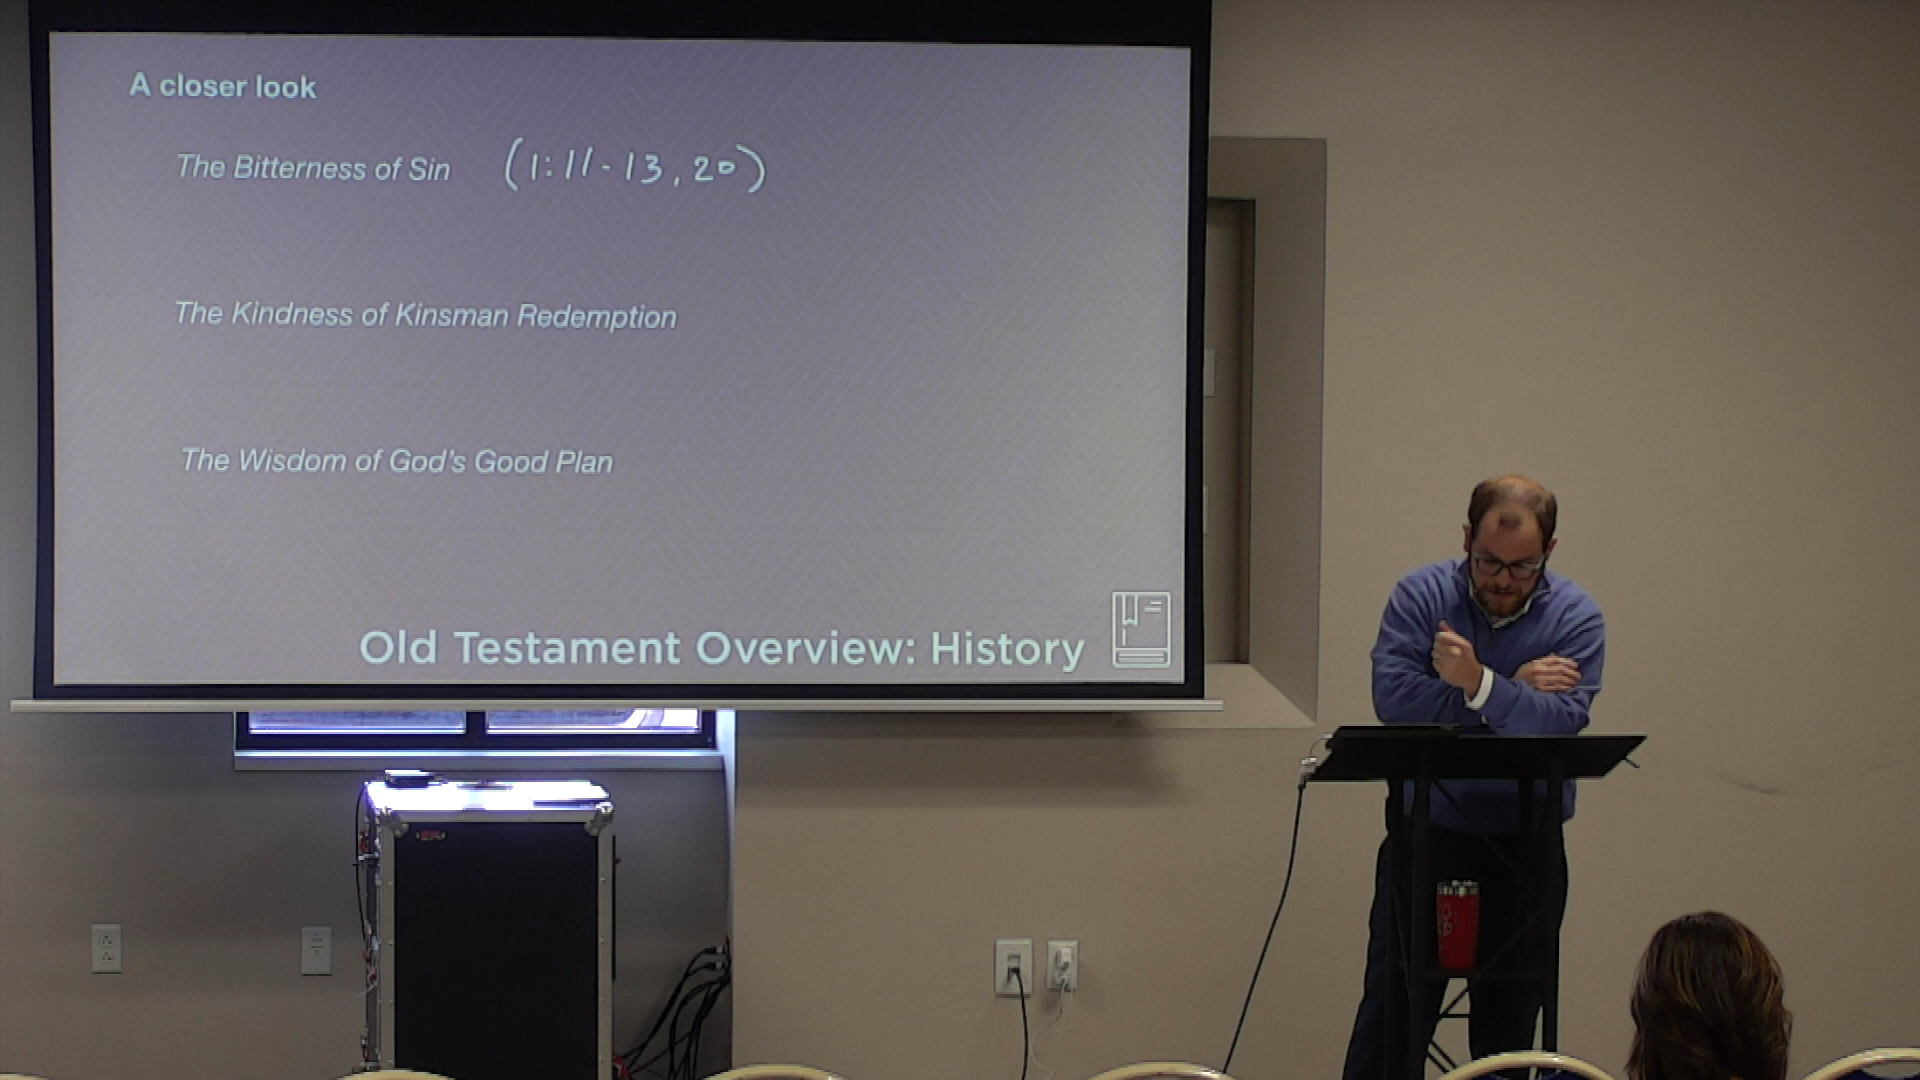 A closer look
The Bitterness of Sin (1:11-13, 20)
The Kindness of Kinsman Redemption
The Wisdom of God's Good Plan
Old Testament Overview: History